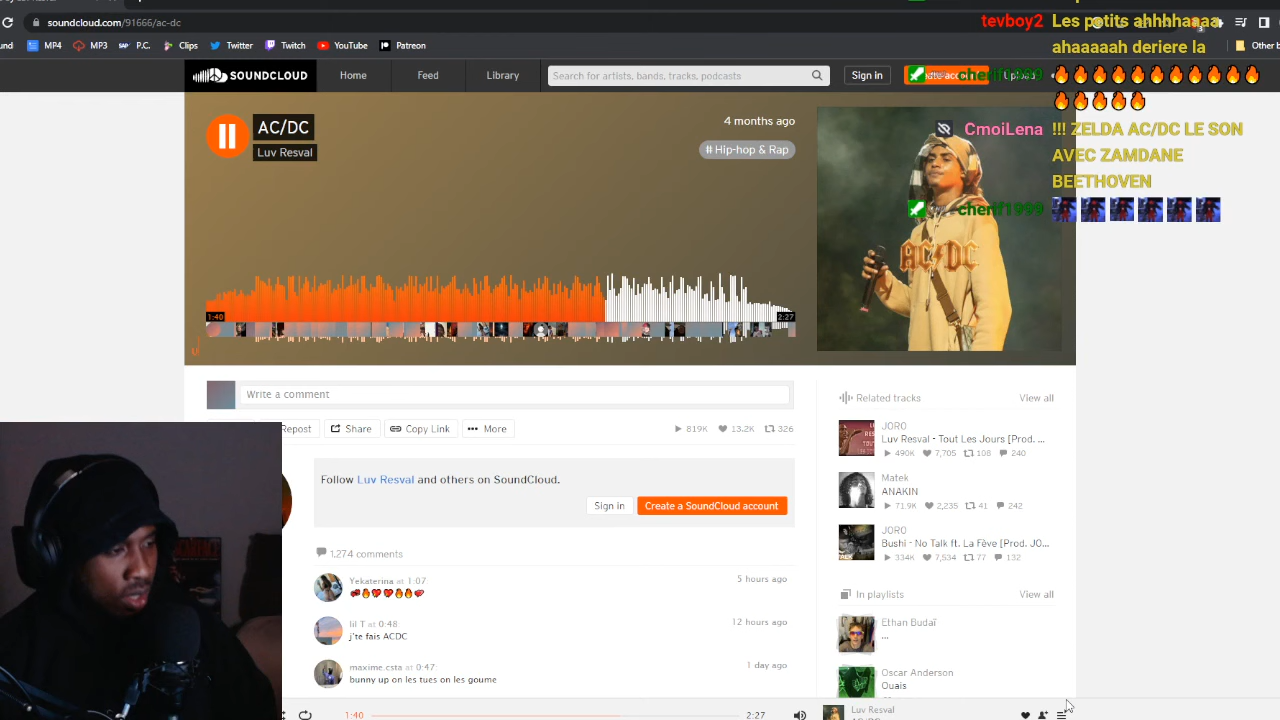 soundcloud.com/91666/ac-dc
MP4
MP3
P.C.
Clips
Twitter
Twitch
YouTube
Patreon
Other b
tevboy2 Les petits ahhhaaaa
ahaaaaah deriere la
cherif1999
CmoiLena !!! ZELDA AC/DC LE SON
AVEC ZAMDANE
BEETHOVEN
cherif1999
SOUNDCLOUD
Home
Feed
Library
Search for artists, bands, tracks, podcasts
Sign in
Upload
AC/DC
Luv Resval
4 months ago
# Hip-hop & Rap
AC/DC
1:40
2:27
Write a comment
Repost
Share
Copy Link
More
819K
13.2K
326
Follow Luv Resval and others on SoundCloud.
Sign in
Create a SoundCloud account
1,274 comments
Yekaterina at 1:07
5 hours ago
lil T at 0:48
12 hours ago
j'te fais ACDC
maxime.csta at 0:47
1 day ago
bunny up on les tues on les goume
Related tracks
View all
JORO
Luv Resval - Tout Les Jours [Prod. ...
490K
7,705
108
240
Matek
ANAKIN
71.9K
2,235
41
242
JORO
Bushi - No Talk ft. La Fève [Prod. JO...
334K
7,534
77
132
In playlists
View all
Ethan Budaï
...
Oscar Anderson
Ouais
1:40
2:27
Luv Resval